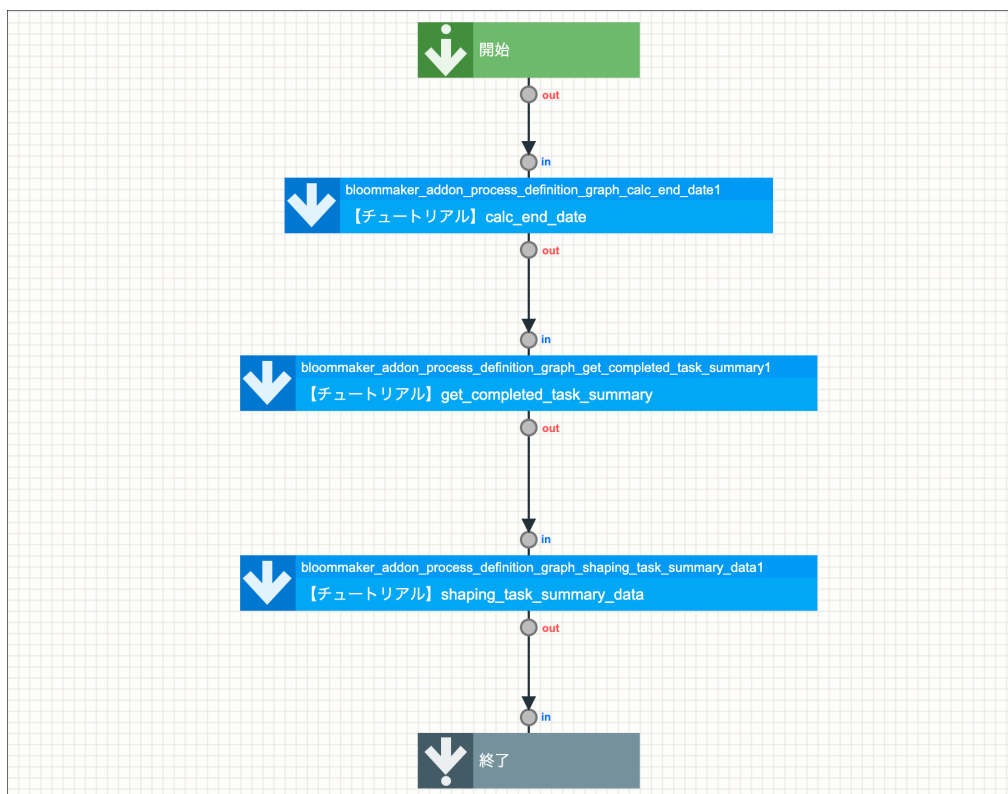 開始
out
in
bloommaker_addon_process_definition_graph_calc_end_date1
【チュートリアル】calc_end_date
out
in
bloommaker_addon_process_definition_graph_get_completed_task_summary1
【チュートリアル】get_completed_task_summary
out
in
bloommaker_addon_process_definition_graph_shaping_task_summary_data1
【チュートリアル】shaping_task_summary_data
out
in
終了